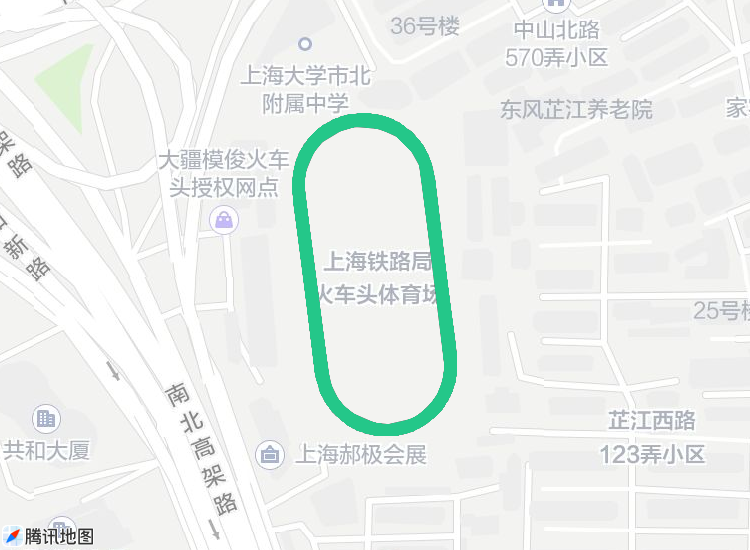 36号楼
中山北路
570弄小区
上海大学市北
附属中学
东风芷江养老院
家
架路
大疆模俊火车
头授权网点
新路
上海铁路局
火车头体育场
25号楼
南北高架路
芷江西路
123弄小区
共和大厦
上海郝极会展
腾讯地图